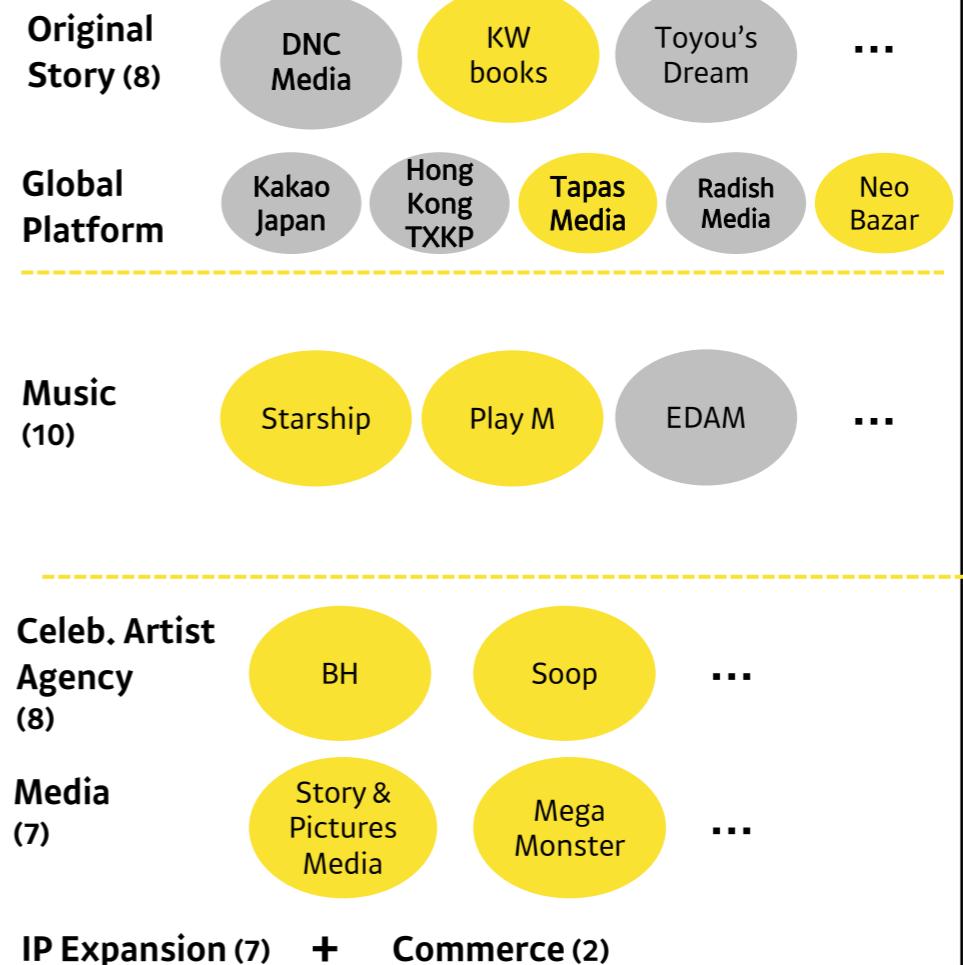 Original
Story (8)
DNC
Media
KW
books
Toyou's
Dream
...
Global
Platform
Kakao
Japan
Hong
Kong
TXKP
Tapas
Media
Radish
Media
Neo
Bazar
Music
(10)
Starship
Play M
EDAM
...
Celeb. Artist
Agency
(8)
BH
Soop
...
Media
(7)
Story &
Pictures
Media
Mega
Monster
...
IP Expansion (7) + Commerce (2)